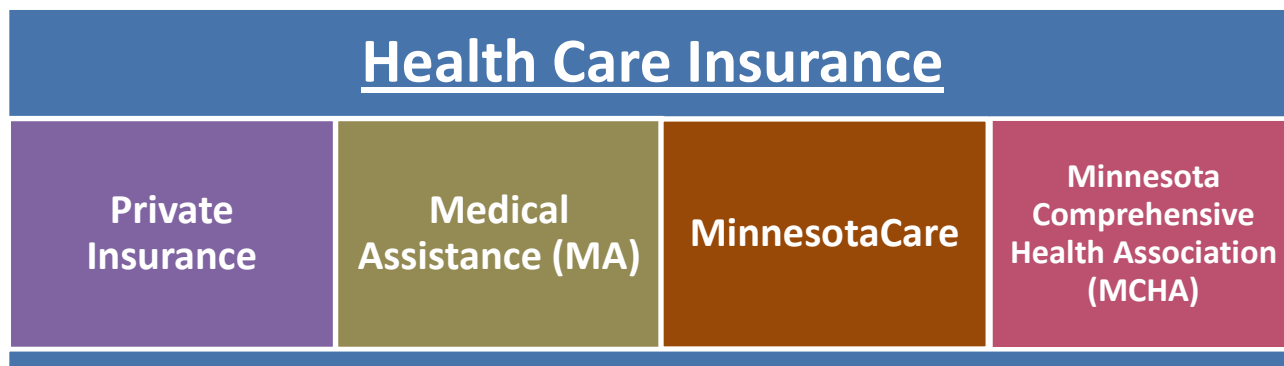 Health Care Insurance
Private
Insurance
Medical
Assistance (MA)
MinnesotaCare
Minnesota
Comprehensive
Health Association
(MCHA)